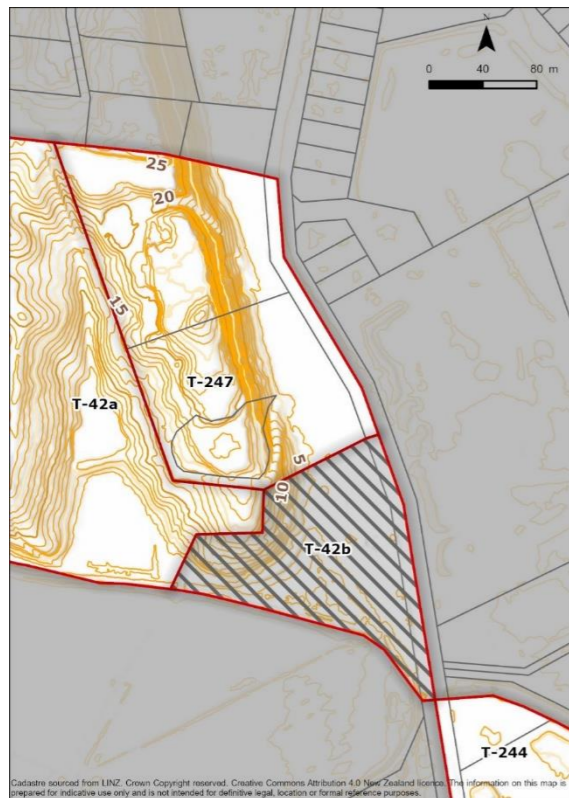 N
0 40 80 m
25
20
15
T-247
T-42a
5
10
T-42b
T-244
Cadastre sourced from LINZ. Crown Copyright reserved. Creative Commons Attribution 4.0 New Zealand licence. The information on this map is
prepared for indicative use only and is not intended for definitive legal, location or formal reference purposes.